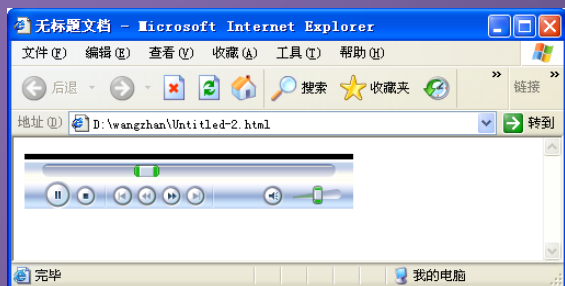 无标题文档 - Microsoft Internet Explorer
文件(F) 编辑(E) 查看(V) 收藏(A) 工具(T) 帮助(H)
后退 搜索 收藏夹 » 链接 »
地址(D) D:\wangzhan\Untitled-2.html 转到
完毕 我的电脑